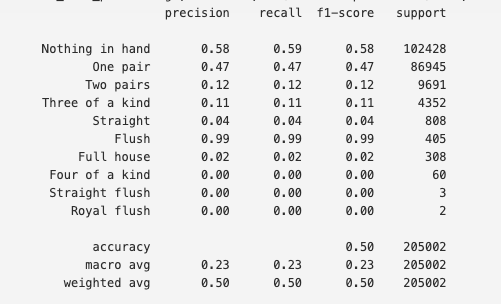 precision recall f1-score support
Nothing in hand 0.58 0.59 0.58 102428
One pair 0.47 0.47 0.47 86945
Two pairs 0.12 0.12 0.12 9691
Three of a kind 0.11 0.11 0.11 4352
Straight 0.04 0.04 0.04 808
Flush 0.99 0.99 0.99 405
Full house 0.02 0.02 0.02 308
Four of a kind 0.00 0.00 0.00 60
Straight flush 0.00 0.00 0.00 3
Royal flush 0.00 0.00 0.00 2
accuracy 0.50 205002
macro avg 0.23 0.23 0.23 205002
weighted avg 0.50 0.50 0.50 205002